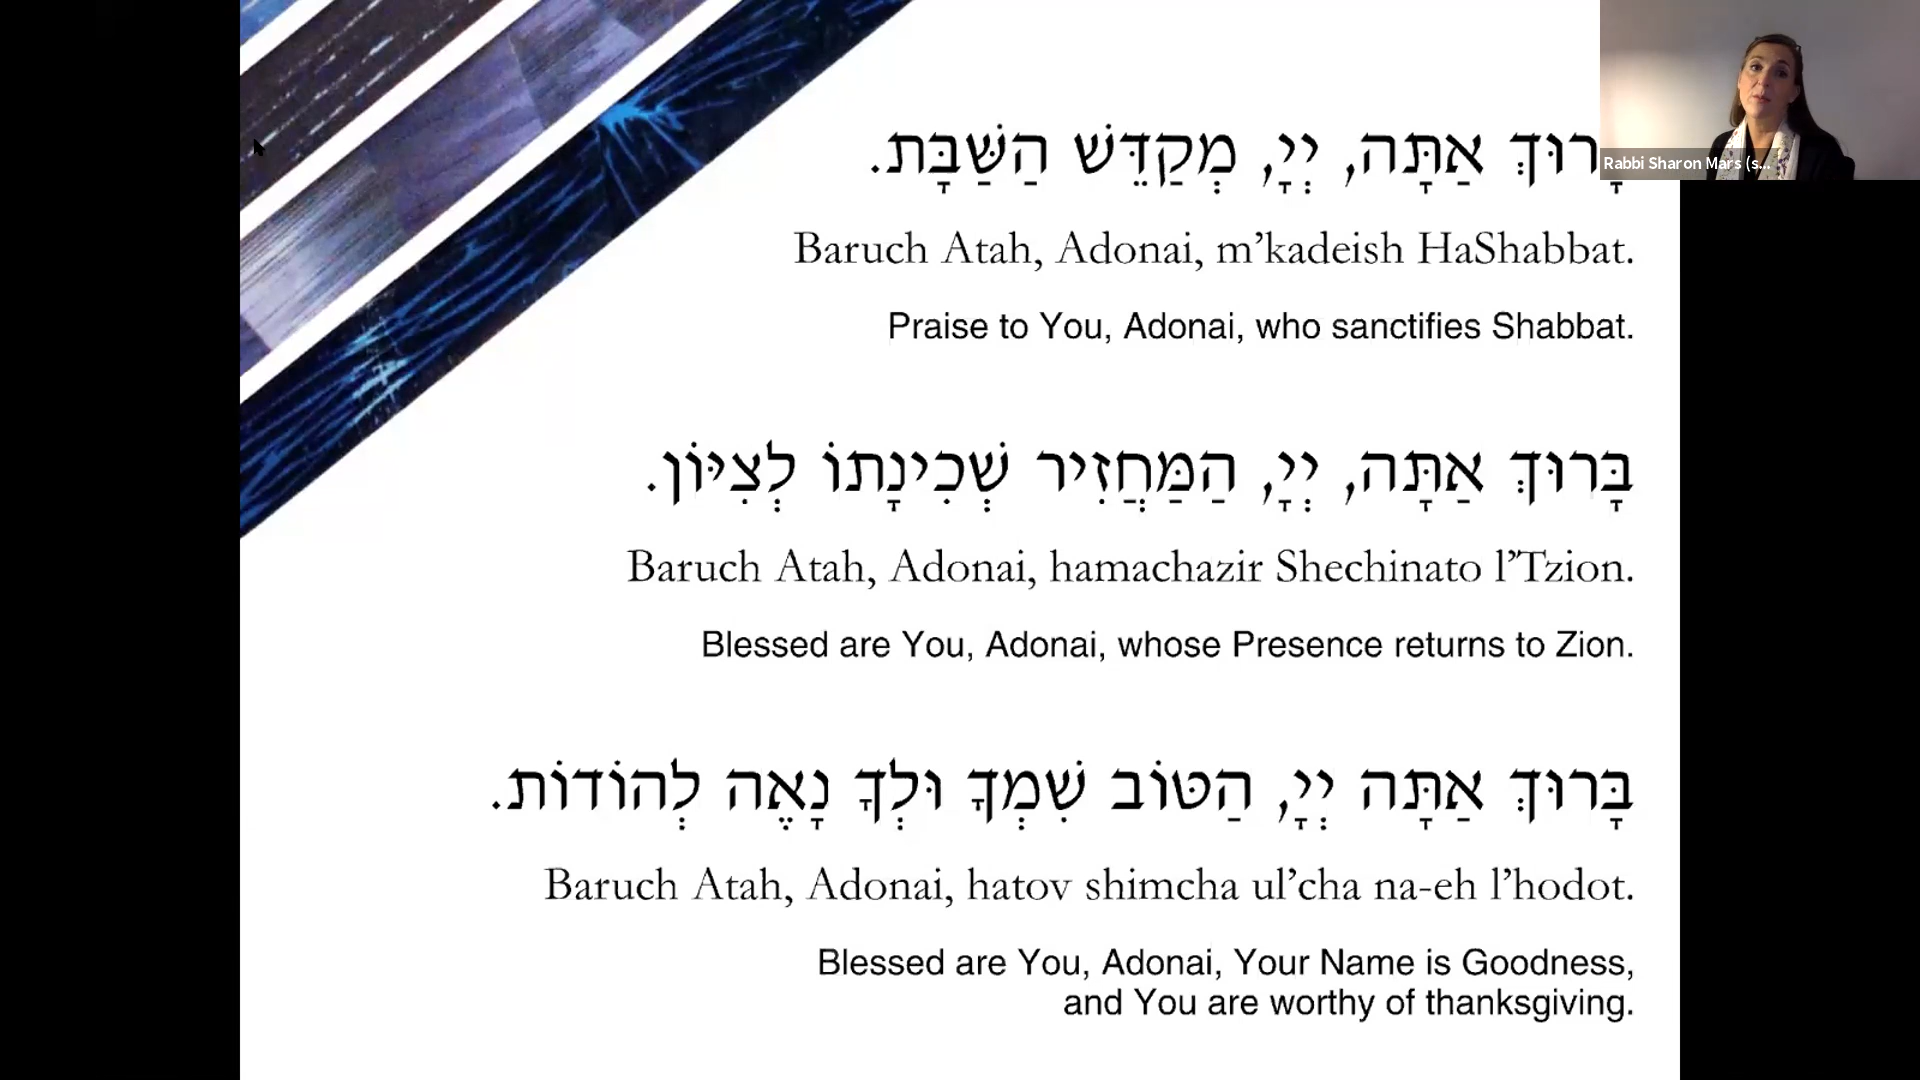 רוּךְ אַתָּה, יְיָ, מְקַדֵּשׁ הַשַּׁבָּת.
Rabbi Sharon Mars (s...
Baruch Atah, Adonai, m’kadeish HaShabbat.
Praise to You, Adonai, who sanctifies Shabbat.
בָּרוּךְ אַתָּה, יְיָ, הַמַּחֲזִיר שְׁכִינָתוֹ לְצִיּוֹן.
Baruch Atah, Adonai, hamachazir Shechinato l’Tzion.
Blessed are You, Adonai, whose Presence returns to Zion.
בָּרוּךְ אַתָּה יְיָ, הַטּוֹב שִׁמְךָ וּלְךָ נָאֶה לְהוֹדוֹת.
Baruch Atah, Adonai, hatov shimcha ul’cha na-eh l’hodot.
Blessed are You, Adonai, Your Name is Goodness,
and You are worthy of thanksgiving.